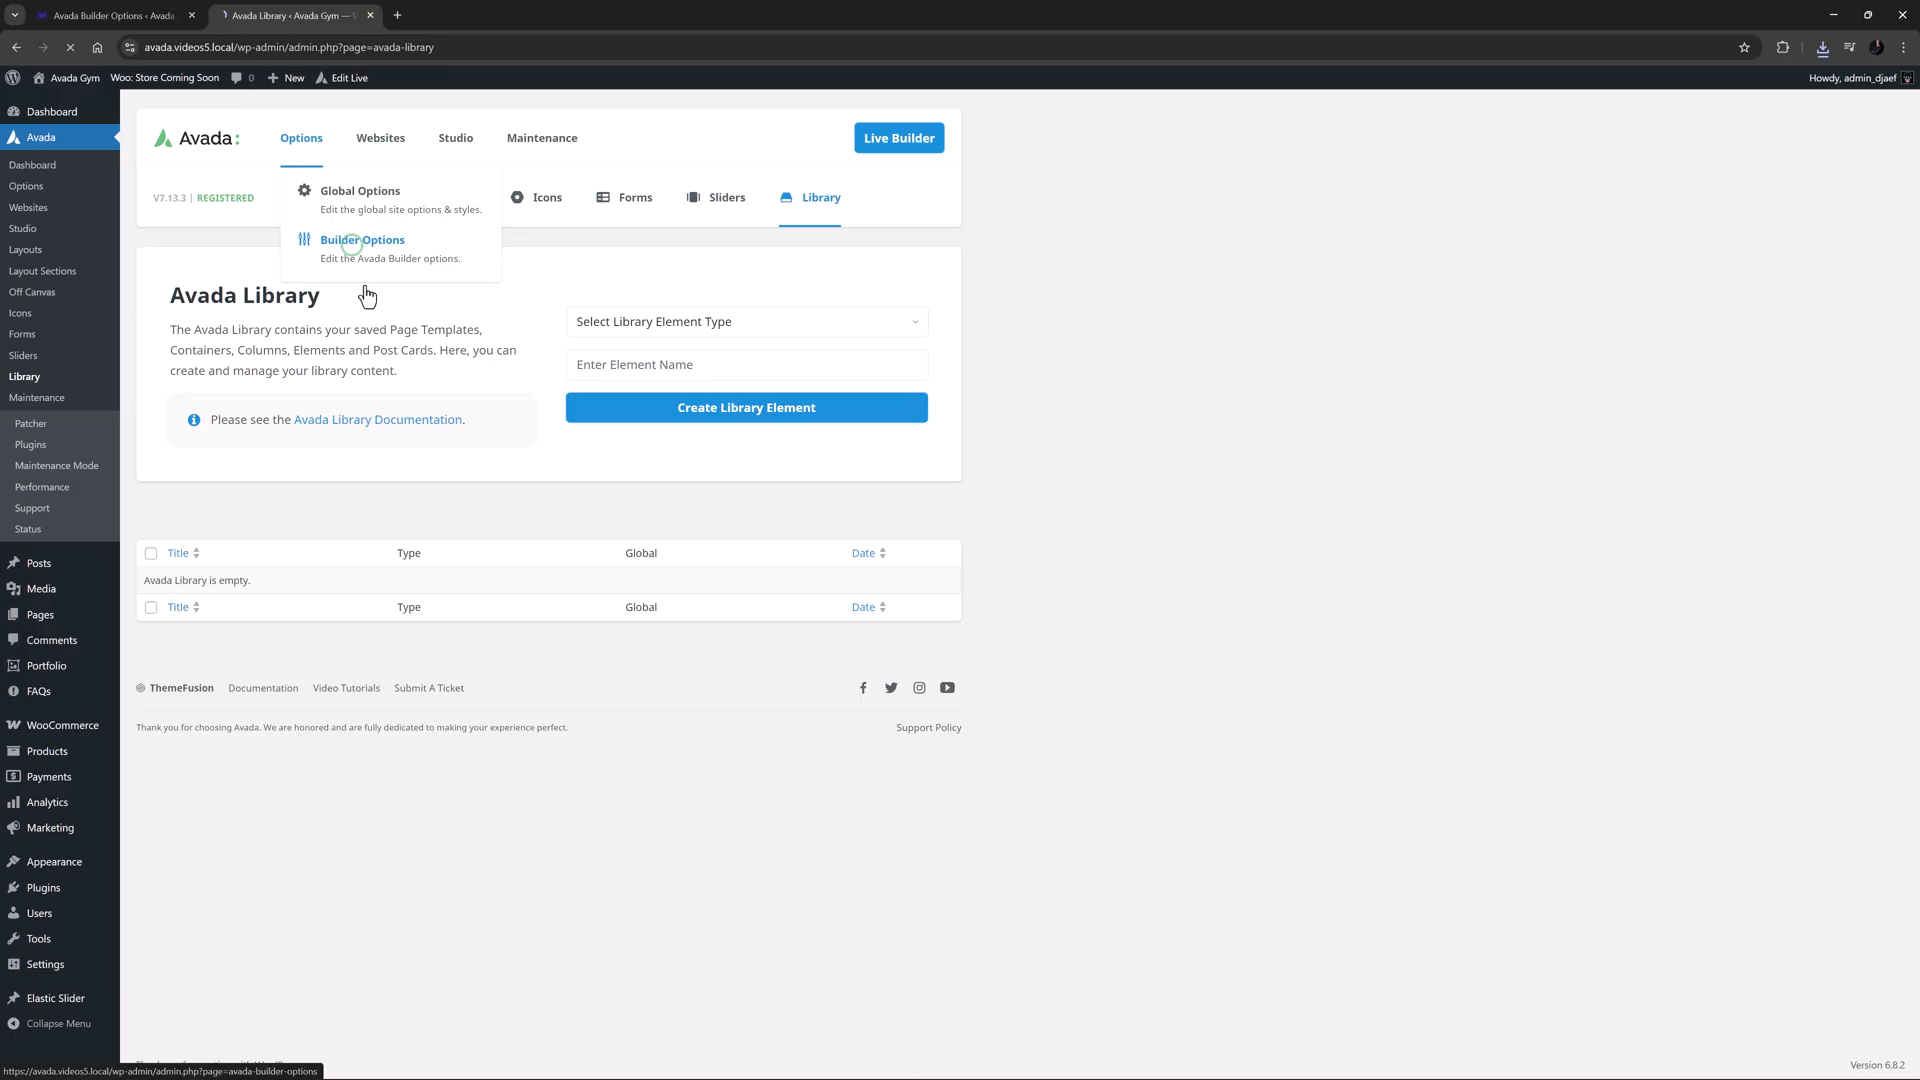 Avada Builder Options ‹ Avada
Avada Library ‹ Avada Gym —
avada.videos5.local/wp-admin/admin.php?page=avada-library
Avada Gym
Woo: Store Coming Soon
0
New
Edit Live
Howdy, admin_djaef
Dashboard
Avada
Dashboard
Options
Websites
Studio
Layouts
Layout Sections
Off Canvas
Icons
Forms
Sliders
Library
Maintenance
Patcher
Plugins
Maintenance Mode
Performance
Support
Status
Posts
Media
Pages
Comments
Portfolio
FAQs
WooCommerce
Products
Payments
Analytics
Marketing
Appearance
Plugins
Users
Tools
Settings
Elastic Slider
Collapse Menu
Avada:
Options
Websites
Studio
Maintenance
Live Builder
V7.13.3 | REGISTERED
Global Options
Edit the global site options & styles.
Builder Options
Edit the Avada Builder options.
Icons
Forms
Sliders
Library
Avada Library
The Avada Library contains your saved Page Templates,
Containers, Columns, Elements and Post Cards. Here, you can
create and manage your library content.
Please see the Avada Library Documentation.
Select Library Element Type
Enter Element Name
Create Library Element
Title
Type
Global
Date
Avada Library is empty.
Title
Type
Global
Date
ThemeFusion
Documentation
Video Tutorials
Submit A Ticket
Thank you for choosing Avada. We are honored and are fully dedicated to making your experience perfect.
Support Policy
Version 6.8.2
https://avada.videos5.local/wp-admin/admin.php?page=avada-builder-options